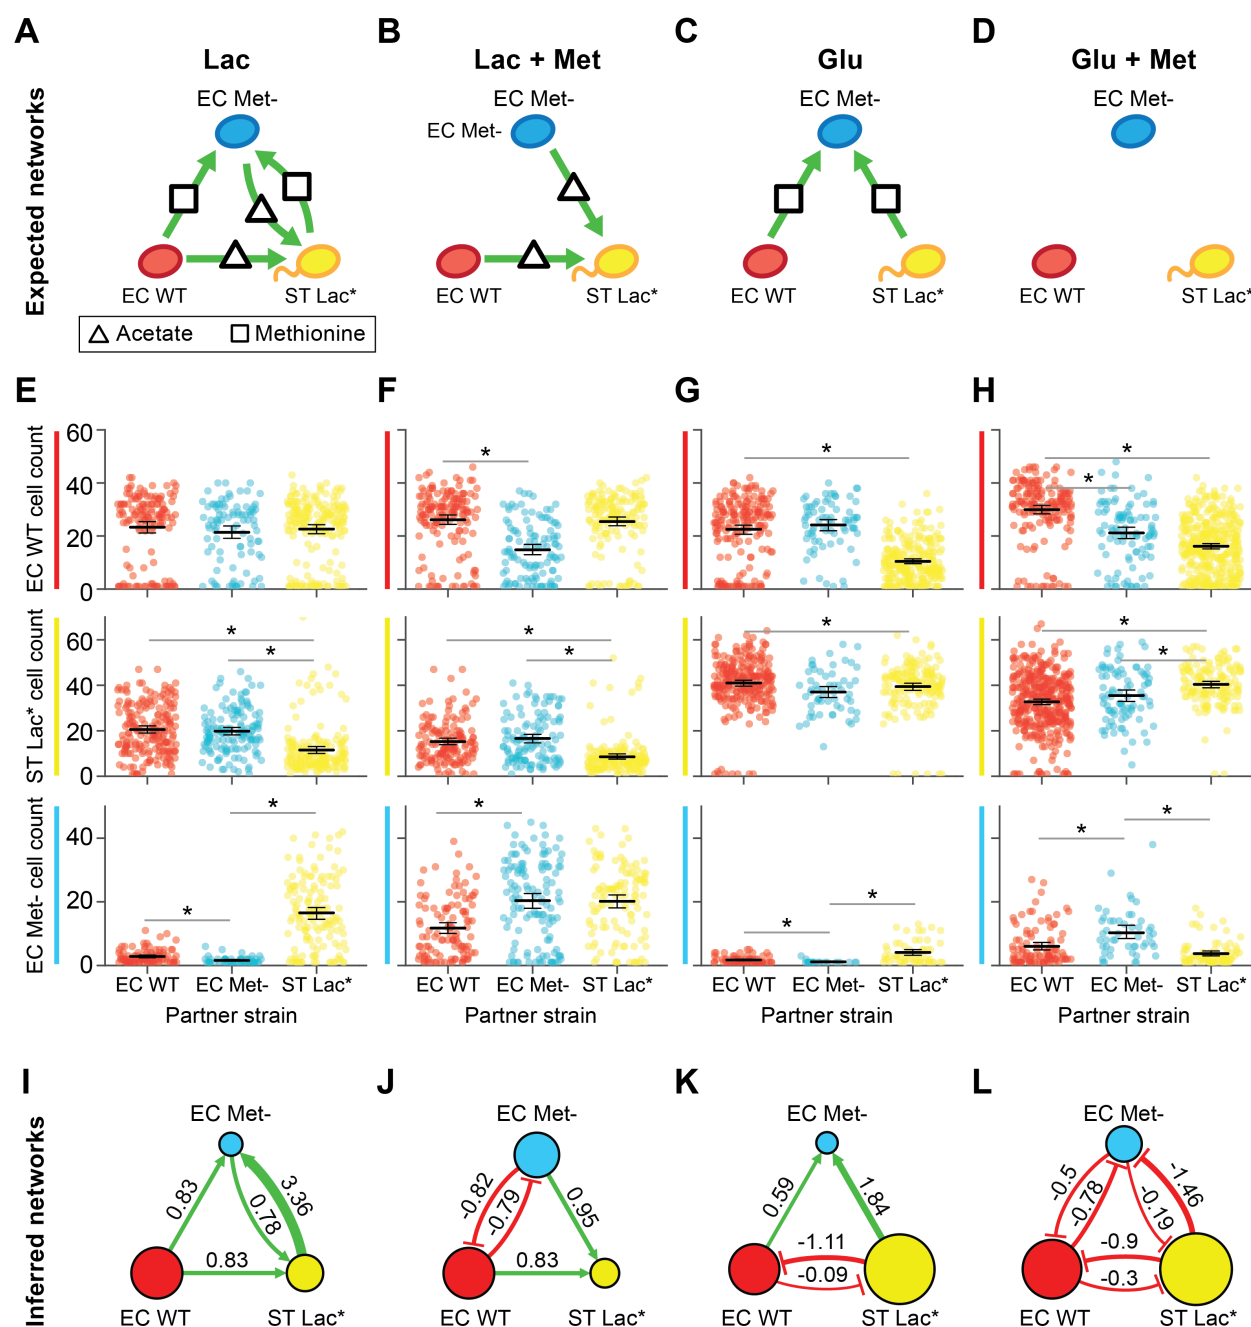 A
B
C
D
Lac
Lac + Met
Glu
Glu + Met
Expected networks
EC Met-
EC WT
ST Lac*
EC Met-
EC Met-
EC WT
ST Lac*
EC Met-
EC WT
ST Lac*
EC Met-
EC WT
ST Lac*
Acetate
Methionine
E
F
G
H
EC WT cell count
60
40
20
0
*
*
*
*
ST Lac* cell count
60
40
20
0
*
*
*
*
*
*
*
EC Met- cell count
40
20
0
*
*
*
*
*
*
*
EC WT EC Met- ST Lac*
EC WT EC Met- ST Lac*
EC WT EC Met- ST Lac*
EC WT EC Met- ST Lac*
Partner strain
Partner strain
Partner strain
Partner strain
I
J
K
L
Inferred networks
EC Met-
0.83
0.78
3.36
0.83
EC WT
ST Lac*
EC Met-
-0.82
-0.79
0.95
0.83
EC WT
ST Lac*
EC Met-
0.59
1.84
-1.11
-0.09
EC WT
ST Lac*
EC Met-
-0.5
-0.78
-0.19
-1.46
-0.9
-0.3
EC WT
ST Lac*